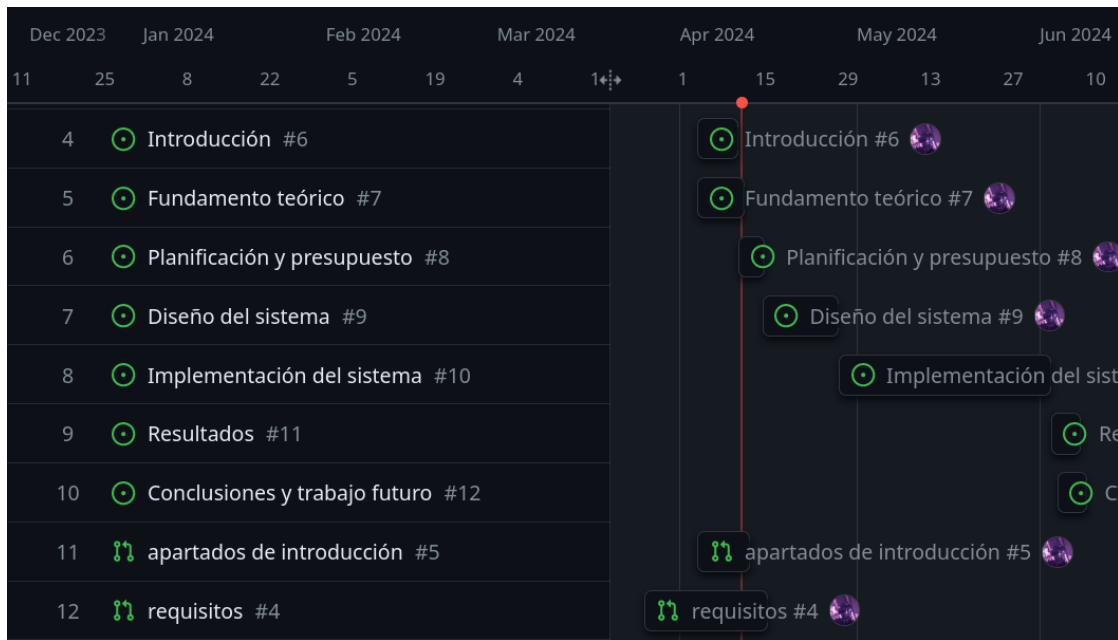 Dec 2023 Jan 2024 Feb 2024 Mar 2024 Apr 2024 May 2024 Jun 2024
11 25 8 22 5 19 4 1 15 29 13 27 10
4 Introducción #6 Introducción #6
5 Fundamento teórico #7 Fundamento teórico #7
6 Planificación y presupuesto #8 Planificación y presupuesto #8
7 Diseño del sistema #9 Diseño del sistema #9
8 Implementación del sistema #10 Implementación del sist
9 Resultados #11 Re
10 Conclusiones y trabajo futuro #12 C
11 apartados de introducción #5 apartados de introducción #5
12 requisitos #4 requisitos #4